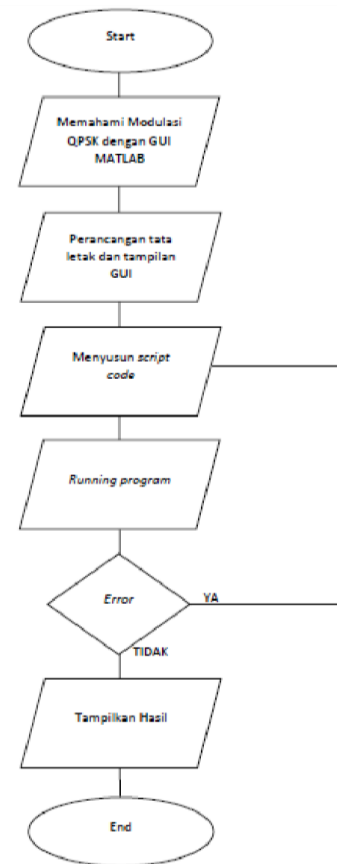 Start
Memahami Modulasi
QPSK dengan GUI
MATLAB
Perancangan tata
letak dan tampilan
GUI
Menyusun script
code
Running program
Error
YA
TIDAK
Tampilkan Hasil
End